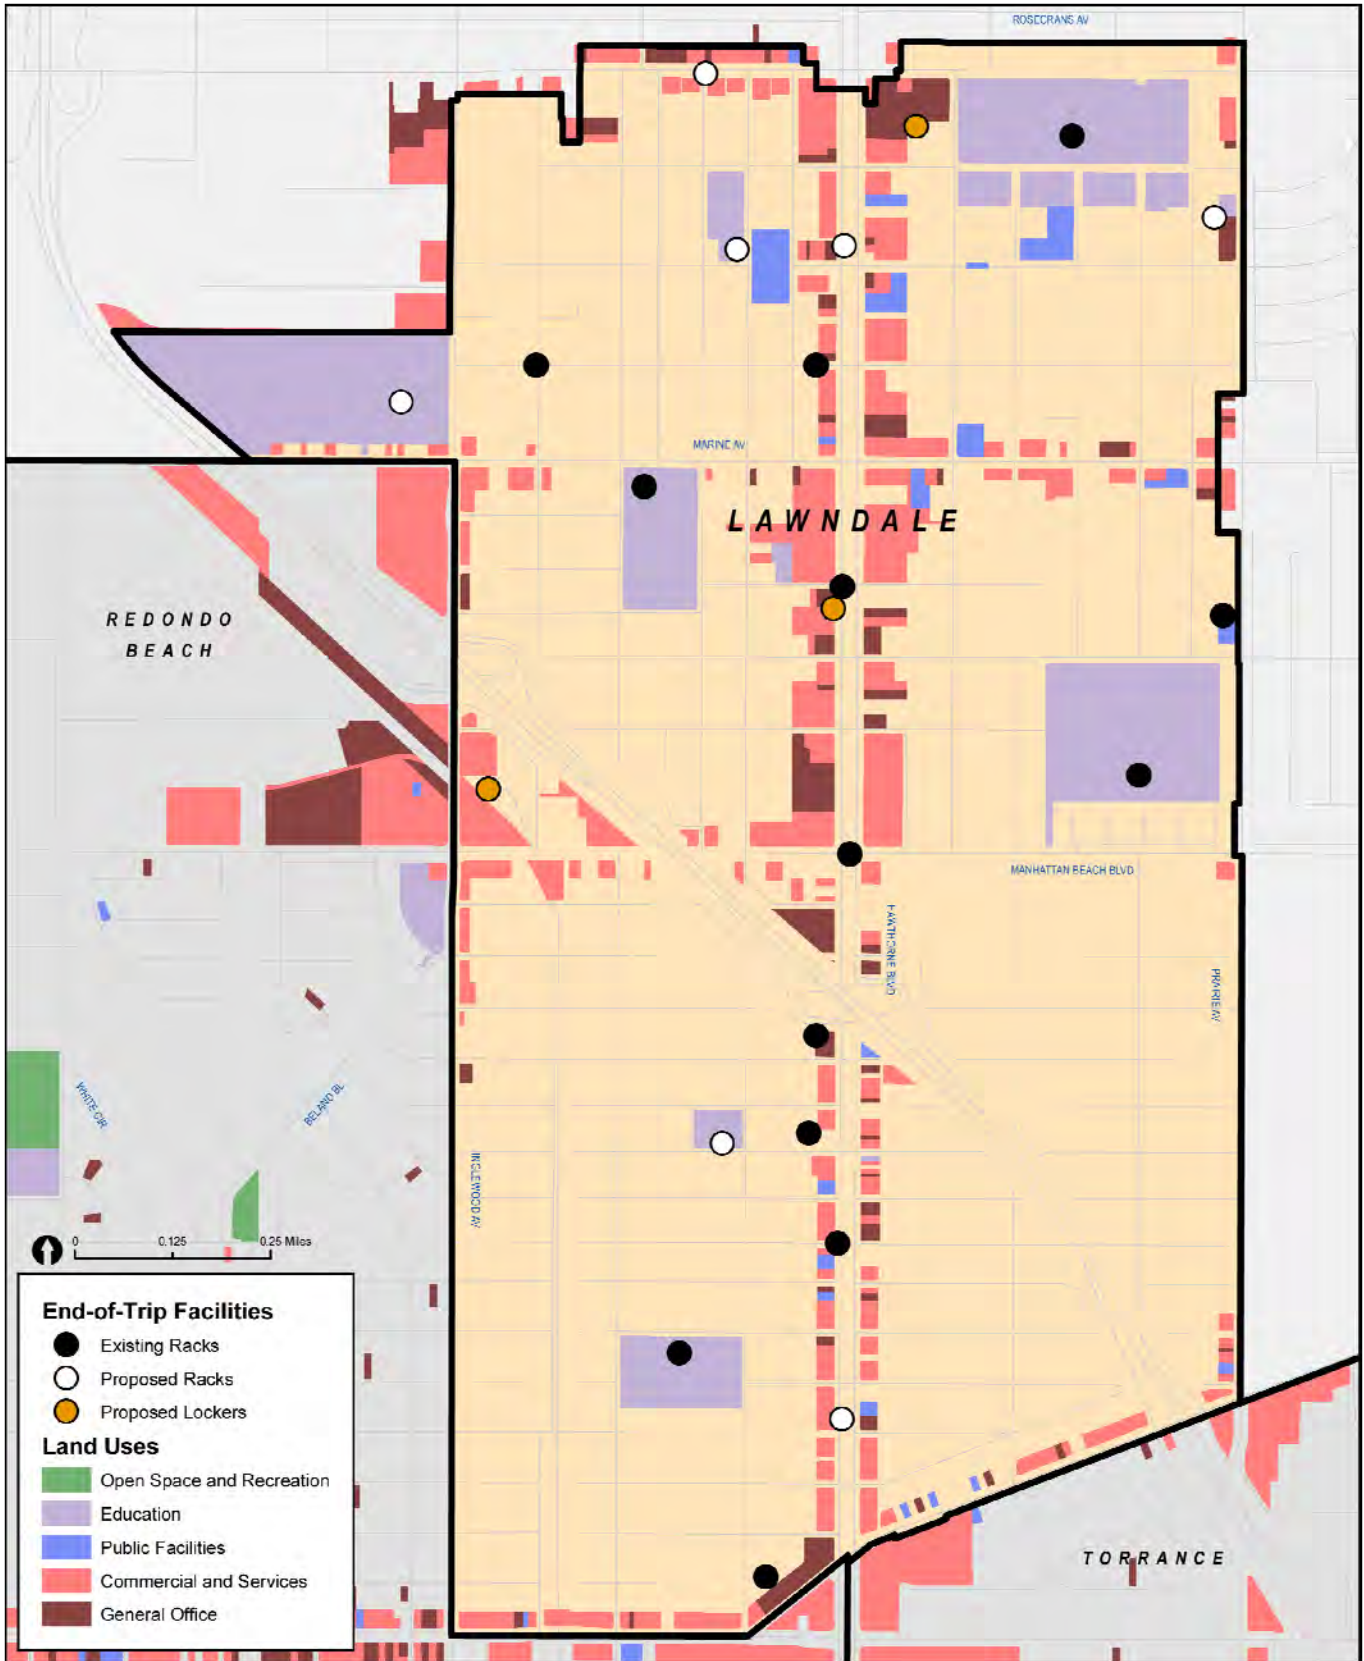 ROSECRANS AV
MARINE AV
LAWNDALE
REDONDO
BEACH
MANHATTAN BEACH BLVD
HAWTHORNE BLVD
PRAIRIE AV
WHITE CIR
BELAND BL
INGLEWOOD AV
0 0.125 0.25 Miles
End-of-Trip Facilities
Existing Racks
Proposed Racks
Proposed Lockers
Land Uses
Open Space and Recreation
Education
Public Facilities
Commercial and Services
General Office
TORRANCE